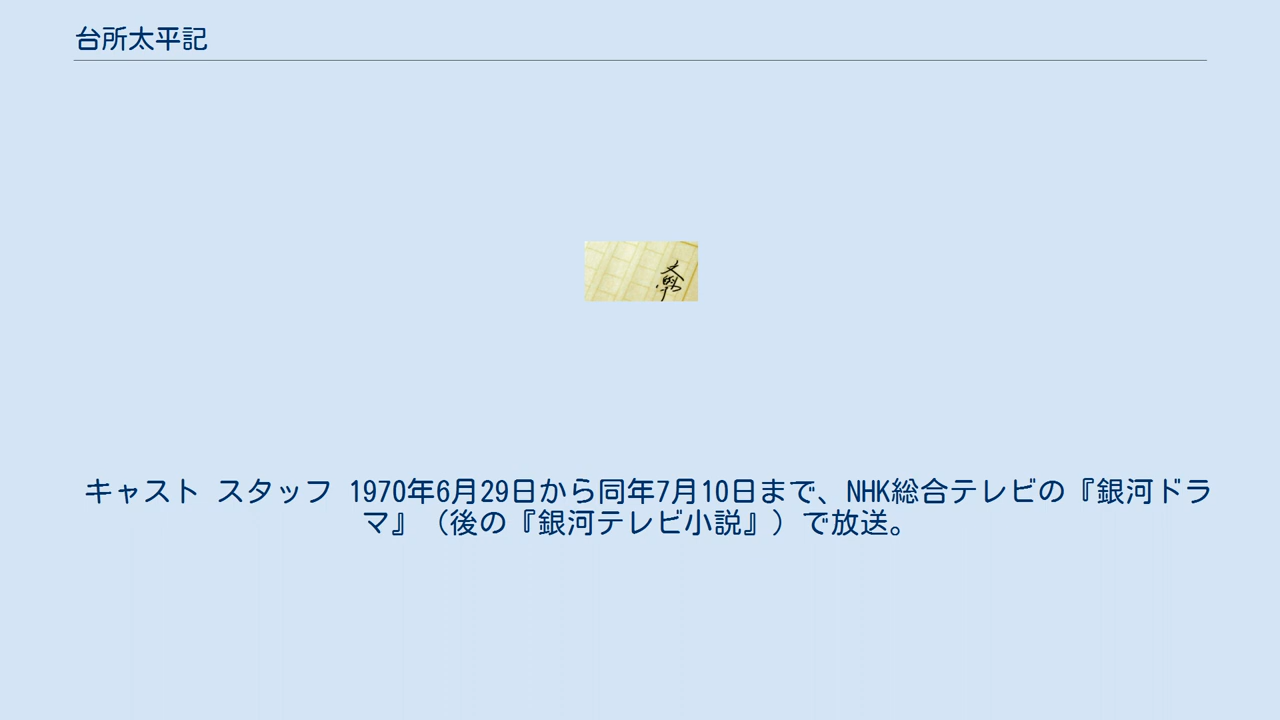 台所太平記
キャスト スタッフ 1970年6月29日から同年7月10日まで、NHK総合テレビの『銀河ドラ
マ』（後の『銀河テレビ小説』）で放送。